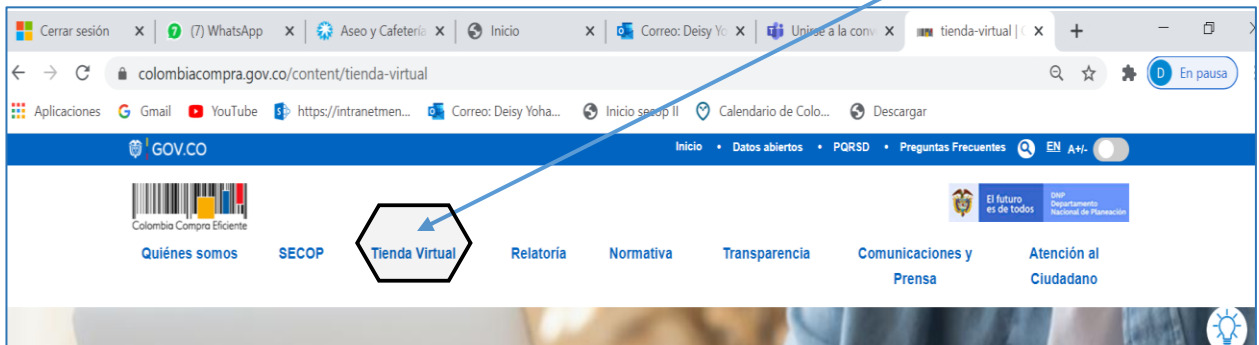 Cerrar sesión (7) WhatsApp Aseo y Cafetería Inicio Correo: Deisy Yo Unirse a la conv tienda-virtual | C
colombiacompra.gov.co/content/tienda-virtual D En pausa
Aplicaciones Gmail YouTube https://intranetmen... Correo: Deisy Yoha... Inicio secop II Calendario de Colo... Descargar
GOV.CO Inicio • Datos abiertos • PQRSD • Preguntas Frecuentes EN A+/-
El futuro
es de todos
DNP
Departamento
Nacional de Planeación
Colombia Compra Eficiente
Quiénes somos SECOP Tienda Virtual Relatoría Normativa Transparencia Comunicaciones y Prensa Atención al Ciudadano